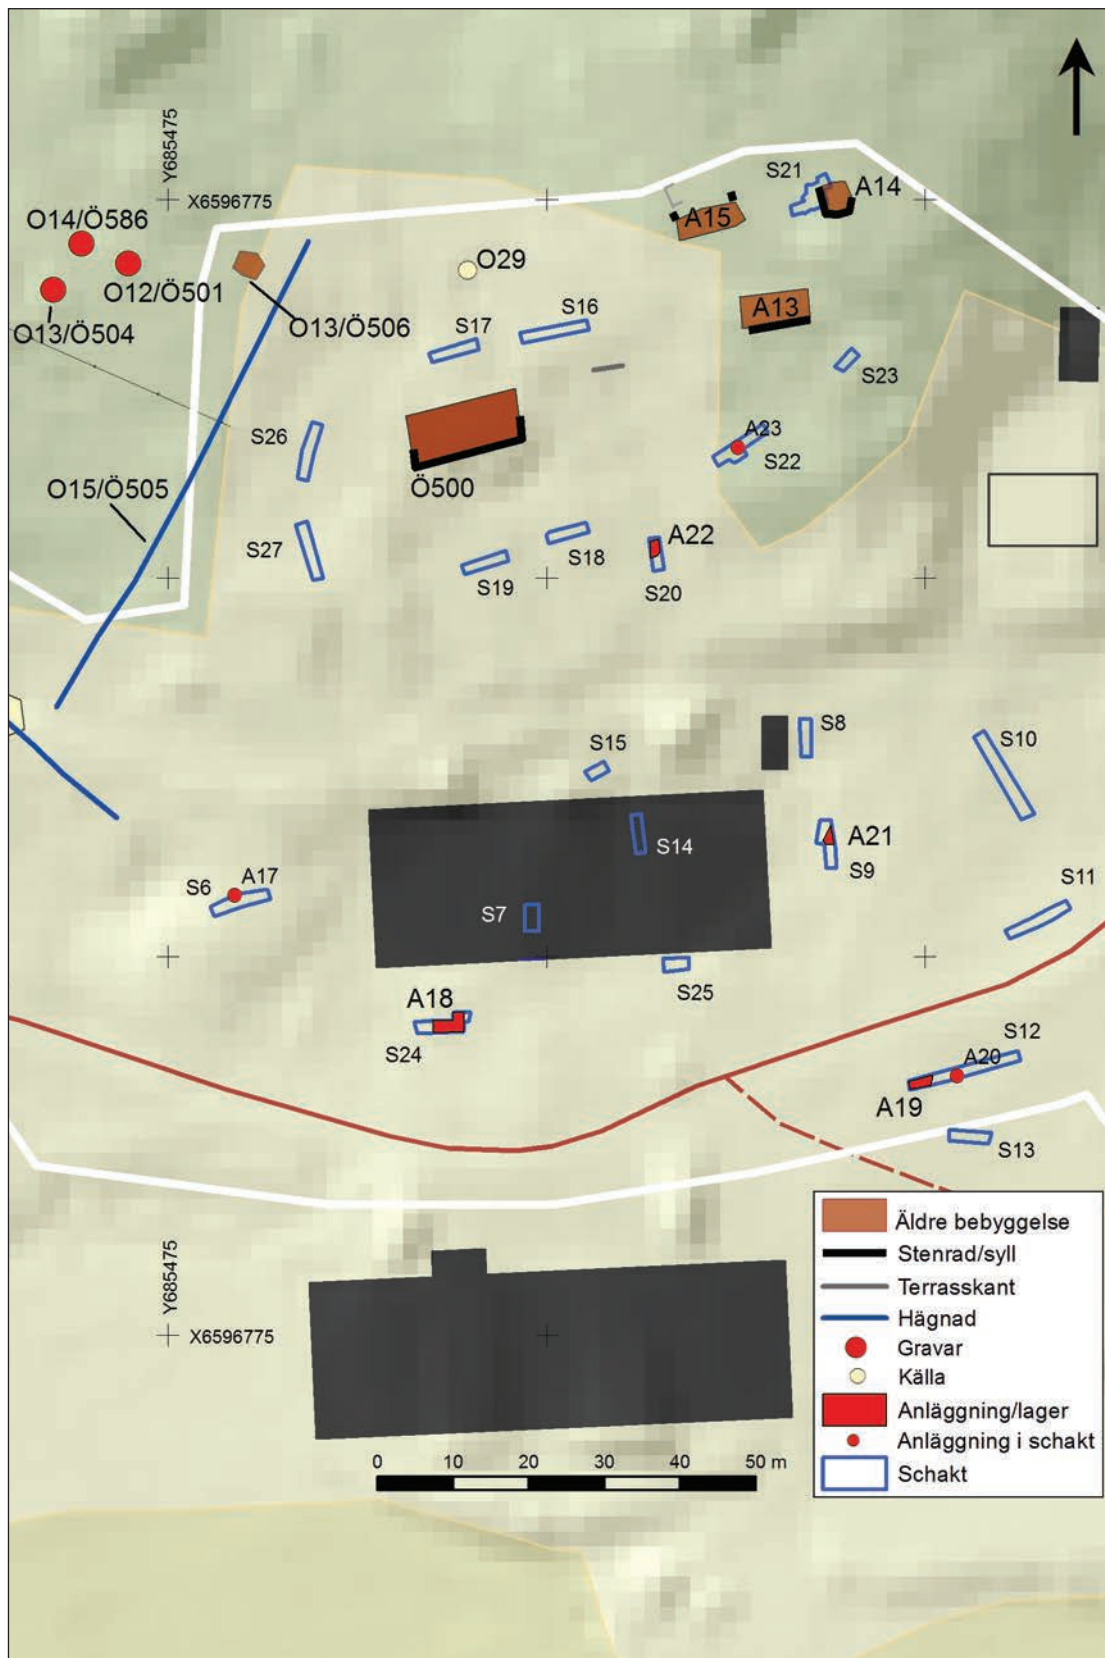 Y685475
X6596775
O14/Ö586
O12/Ö501
O13/Ö504
O13/Ö506
O29
S21
A14
A15
A13
S17
S16
S23
S26
A23
S22
Ö500
O15/Ö505
S27
S19
S18
A22
S20
S15
S8
S10
S14
A21
S9
S6
A17
S7
S11
A18
S24
S25
S12
A20
A19
S13
Y685475
X6596775
Äldre bebyggelse
Stenrad/syll
Terrasskant
Hägnad
Gravar
Källa
Anläggning/lager
Anläggning i schakt
Schakt
0 10 20 30 40 50 m